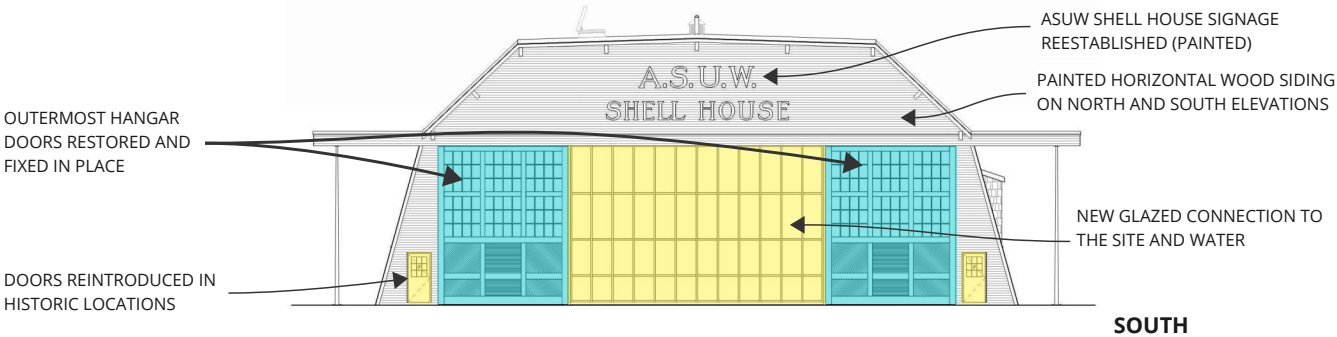 ASUW SHELL HOUSE SIGNAGE
REESTABLISHED (PAINTED)
A.S.U.W.
SHELL HOUSE
PAINTED HORIZONTAL WOOD SIDING
ON NORTH AND SOUTH ELEVATIONS
OUTERMOST HANGAR
DOORS RESTORED AND
FIXED IN PLACE
NEW GLAZED CONNECTION TO
THE SITE AND WATER
DOORS REINTRODUCED IN
HISTORIC LOCATIONS
SOUTH